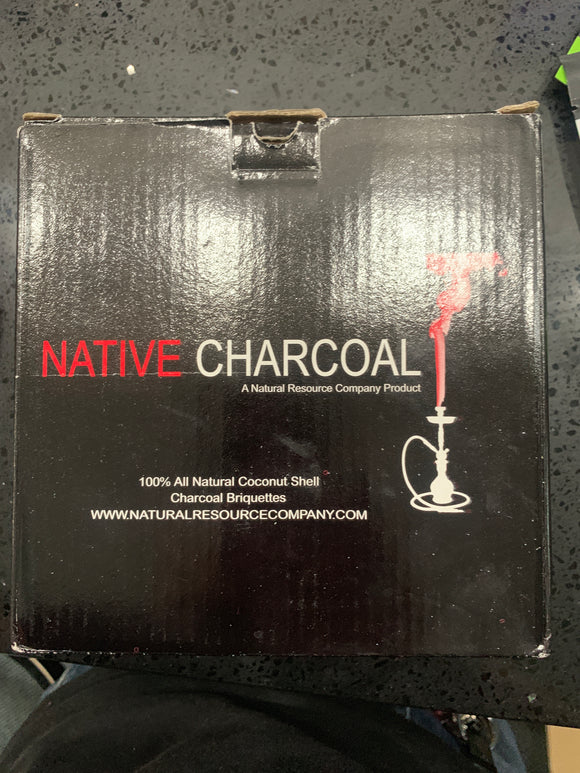 NATIVE CHARCOAL
A Natural Resource Company Product
100% All Natural Coconut Shell
Charcoal Briquettes
WWW.NATURALRESOURCECOMPANY.COM